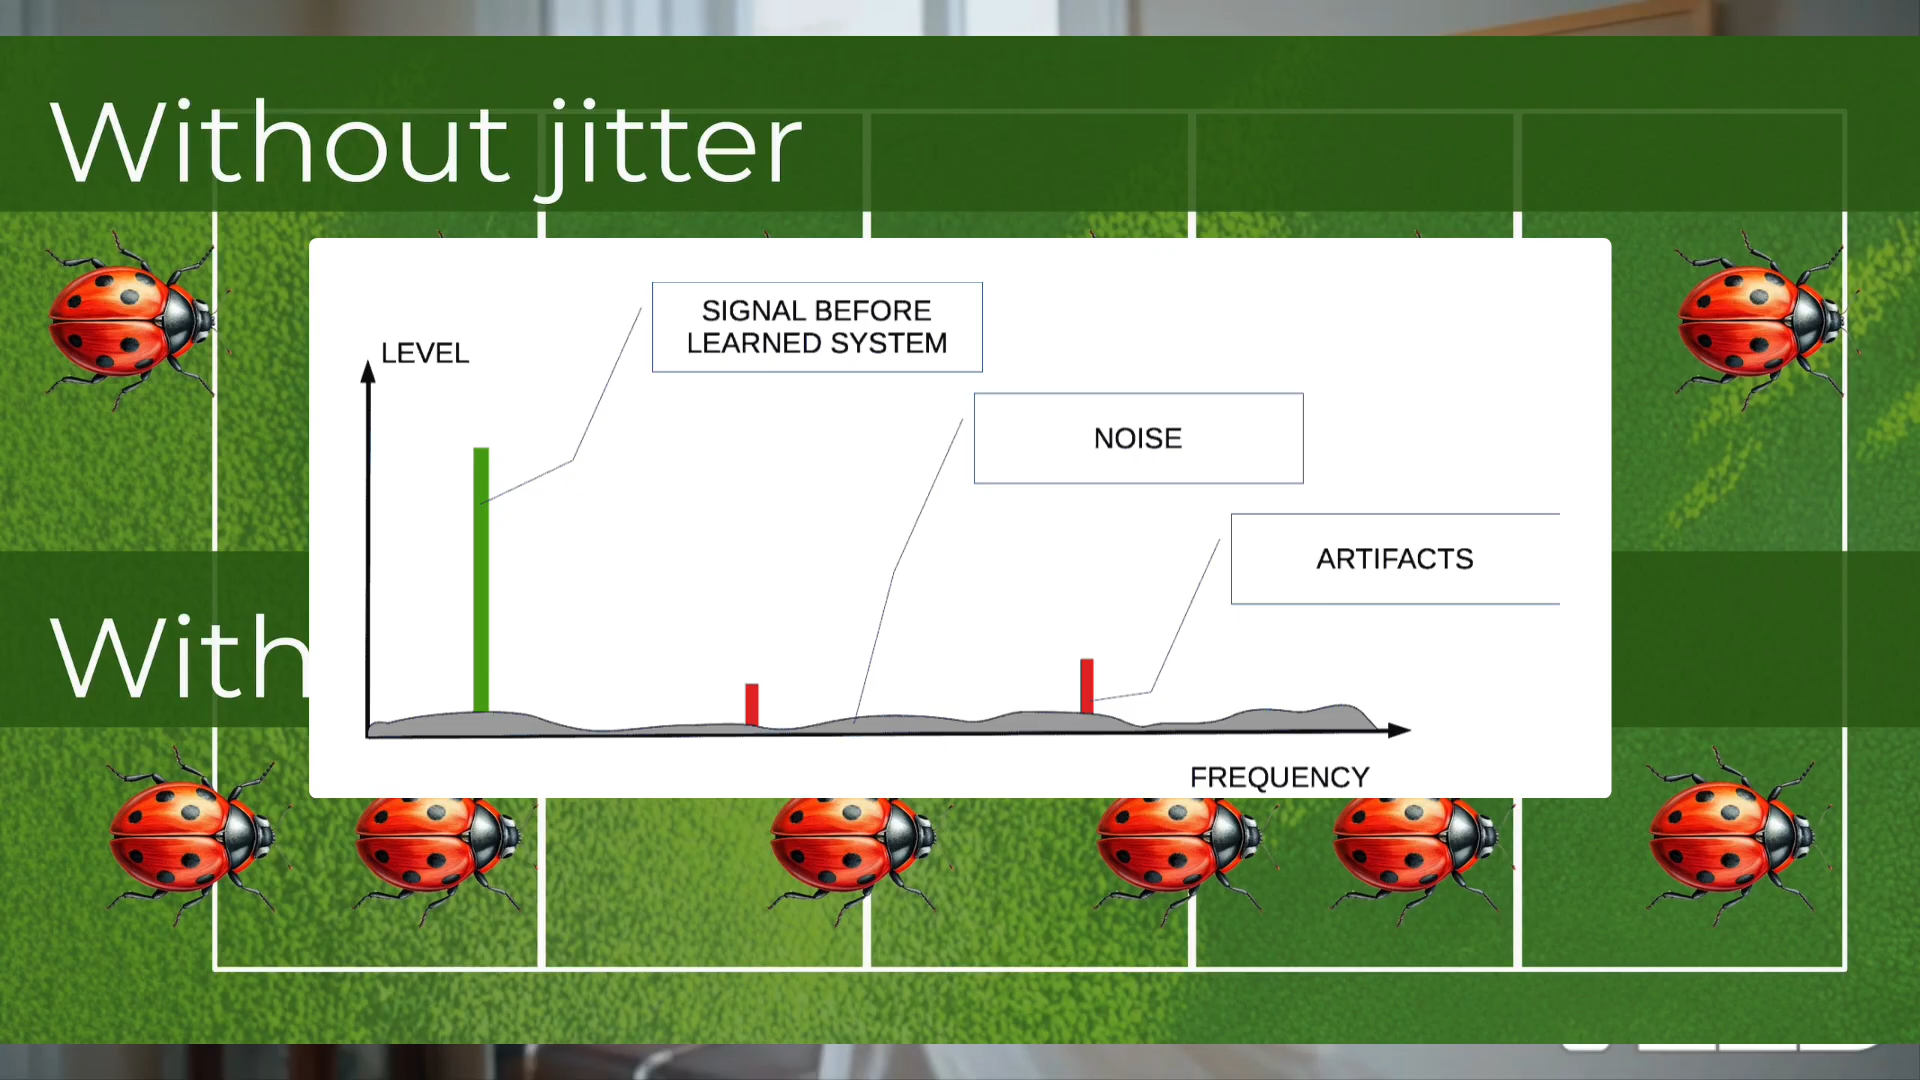 Without jitter
SIGNAL BEFORE
LEARNED SYSTEM
LEVEL
NOISE
ARTIFACTS
With
FREQUENCY